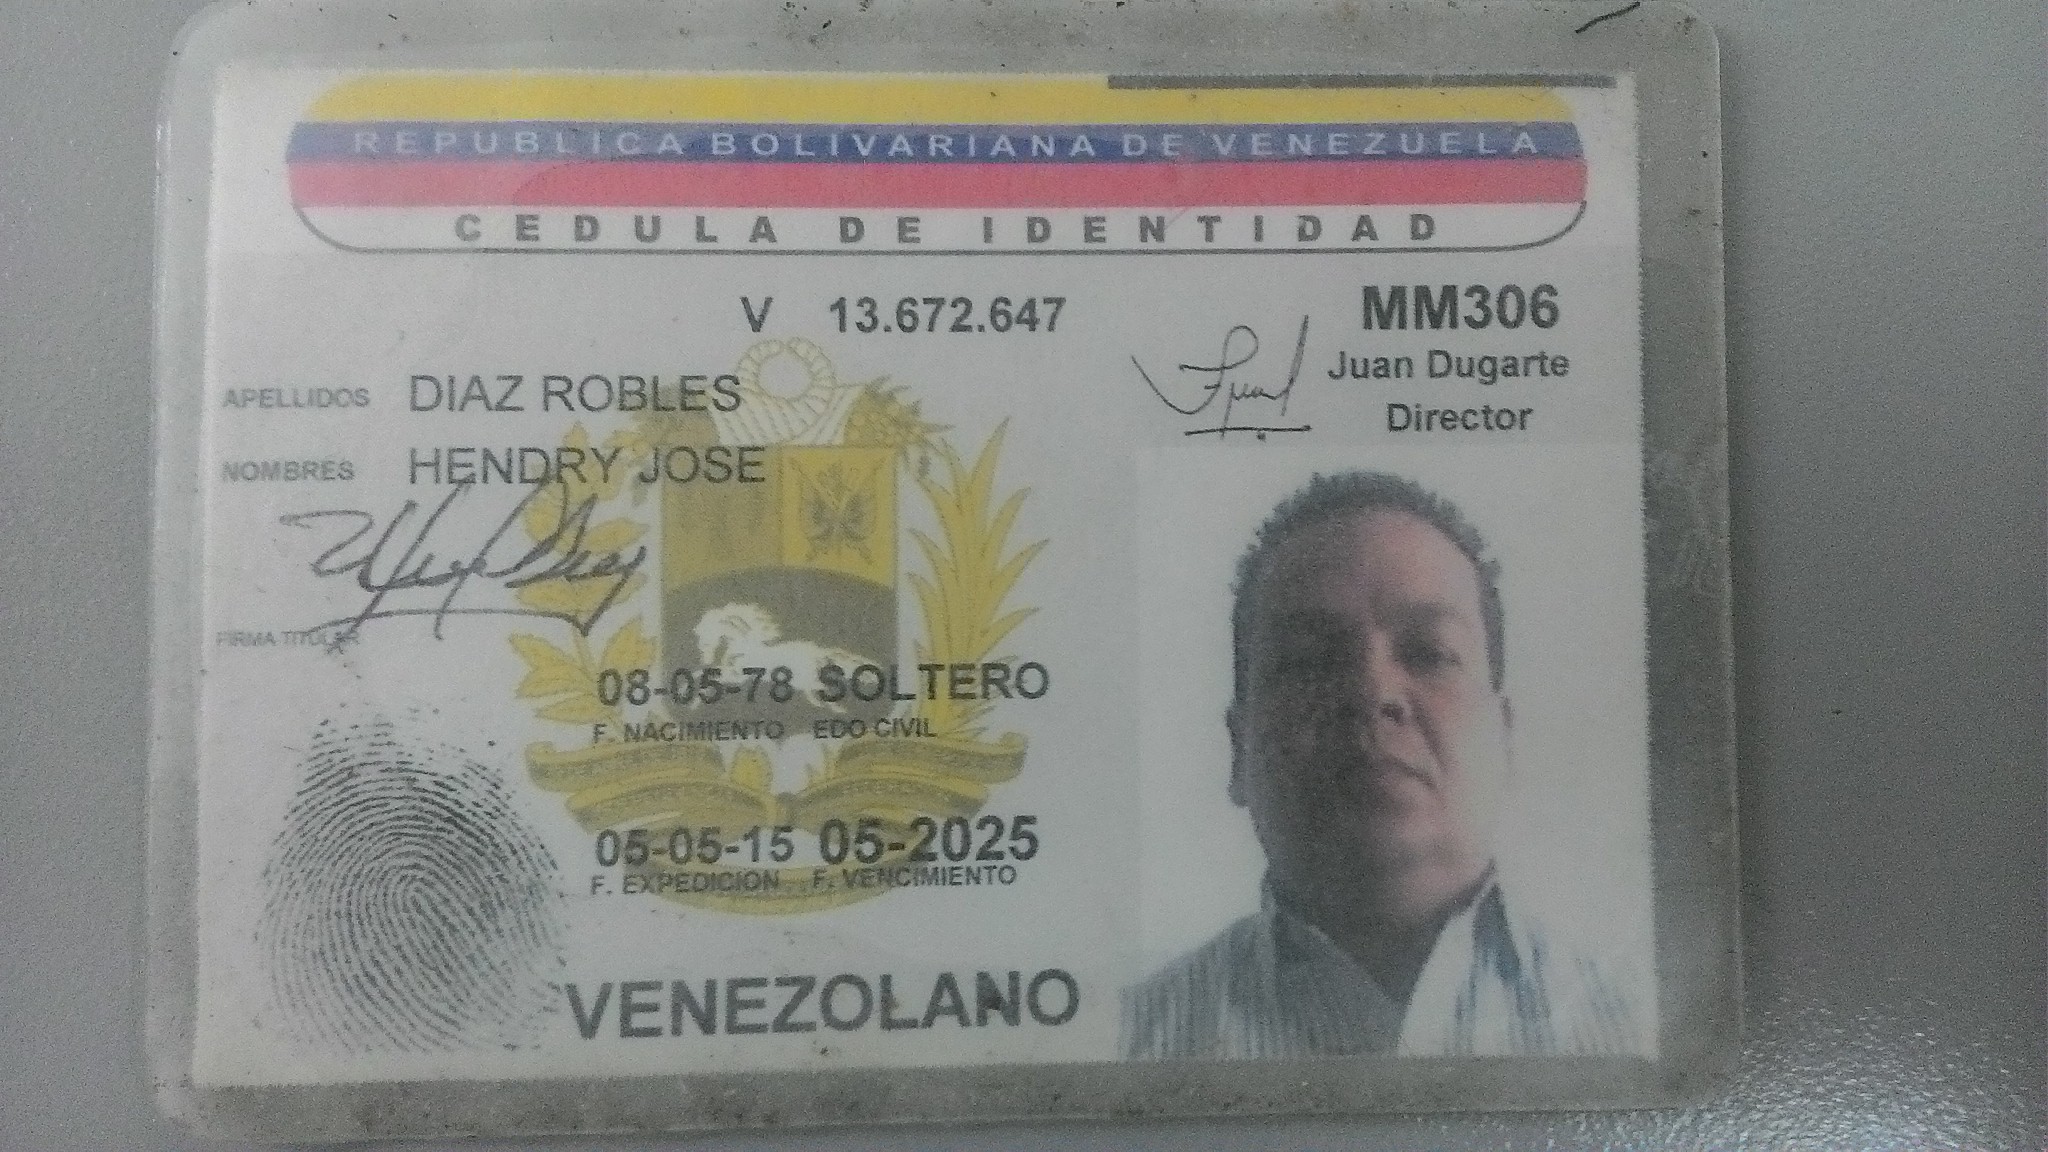 REPUBLICA BOLIVARIANA DE VENEZUELA
CEDULA DE IDENTIDAD
V 13.672.647
MM306
Juan Dugarte
Director
APELLIDOS DIAZ ROBLES
NOMBRES HENDRY JOSE
FIRMA TITULAR
08-05-78 SOLTERO
F. NACIMIENTO EDO CIVIL
05-05-15 05-2025
F. EXPEDICION F. VENCIMIENTO
VENEZOLANO